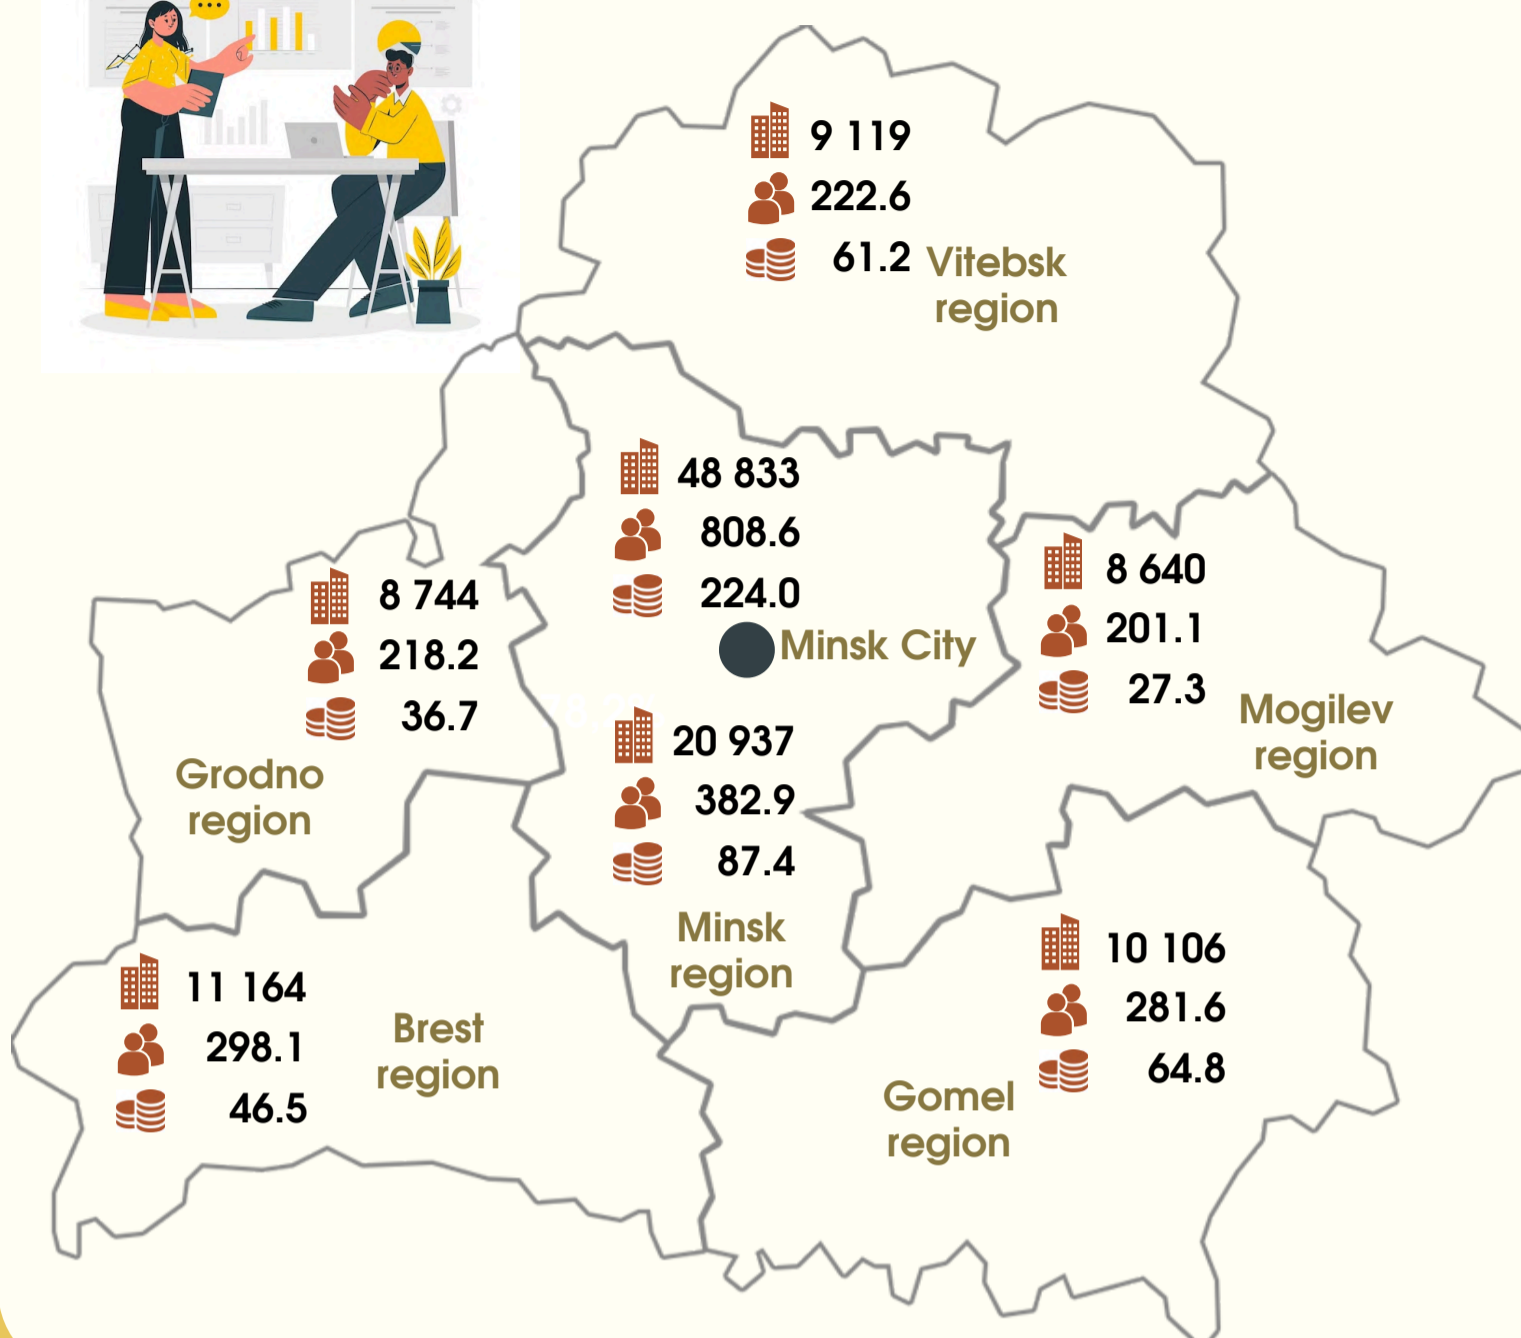 9 119
222.6
61.2
Vitebsk
region
48 833
808.6
224.0
Minsk City
8 640
201.1
27.3
Mogilev
region
8 744
218.2
36.7
Grodno
region
20 937
382.9
87.4
Minsk
region
11 164
298.1
46.5
Brest
region
10 106
281.6
64.8
Gomel
region